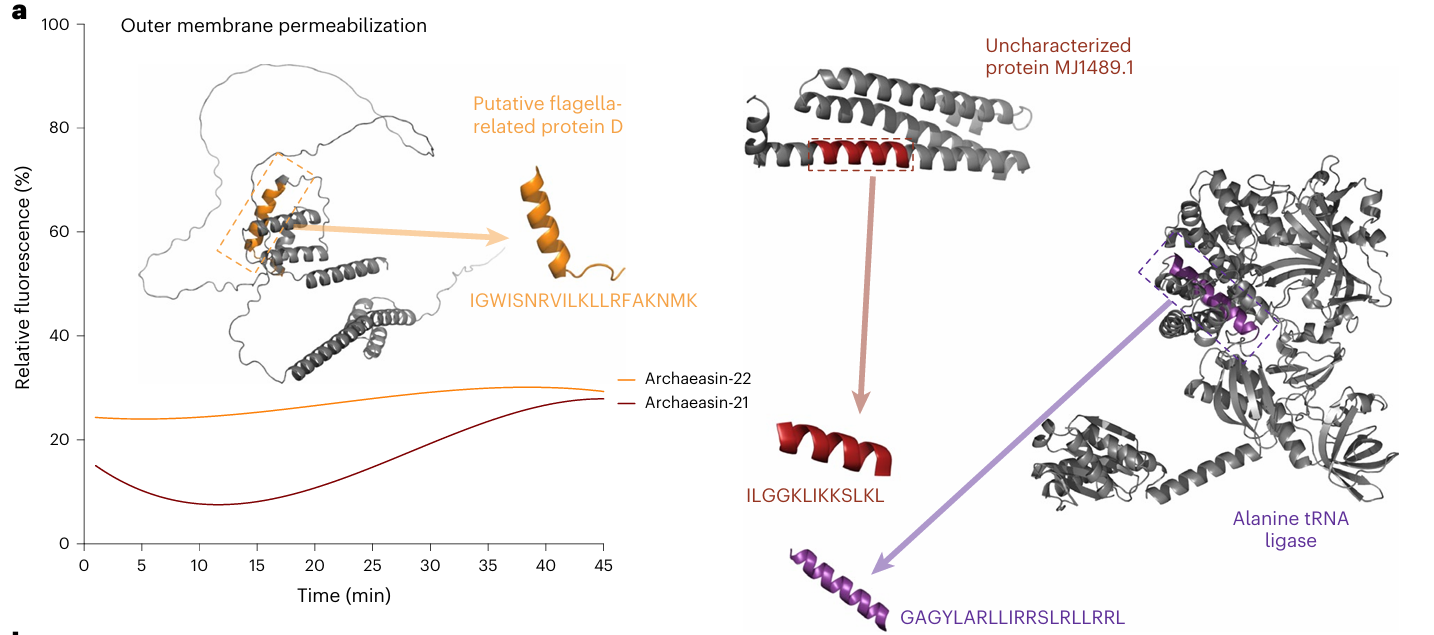 a
Outer membrane permeabilization
100
80
60
40
20
0
Relative fluorescence (%)
0 5 10 15 20 25 30 35 40 45
Time (min)
Putative flagella-
related protein D
IGWISNRVILKLLRFAKNMK
Archaeasin-22
Archaeasin-21
Uncharacterized
protein MJ1489.1
ILGGKLIKKSLKL
Alanine tRNA
ligase
GAGYLARLLIRRSLRLLRRL